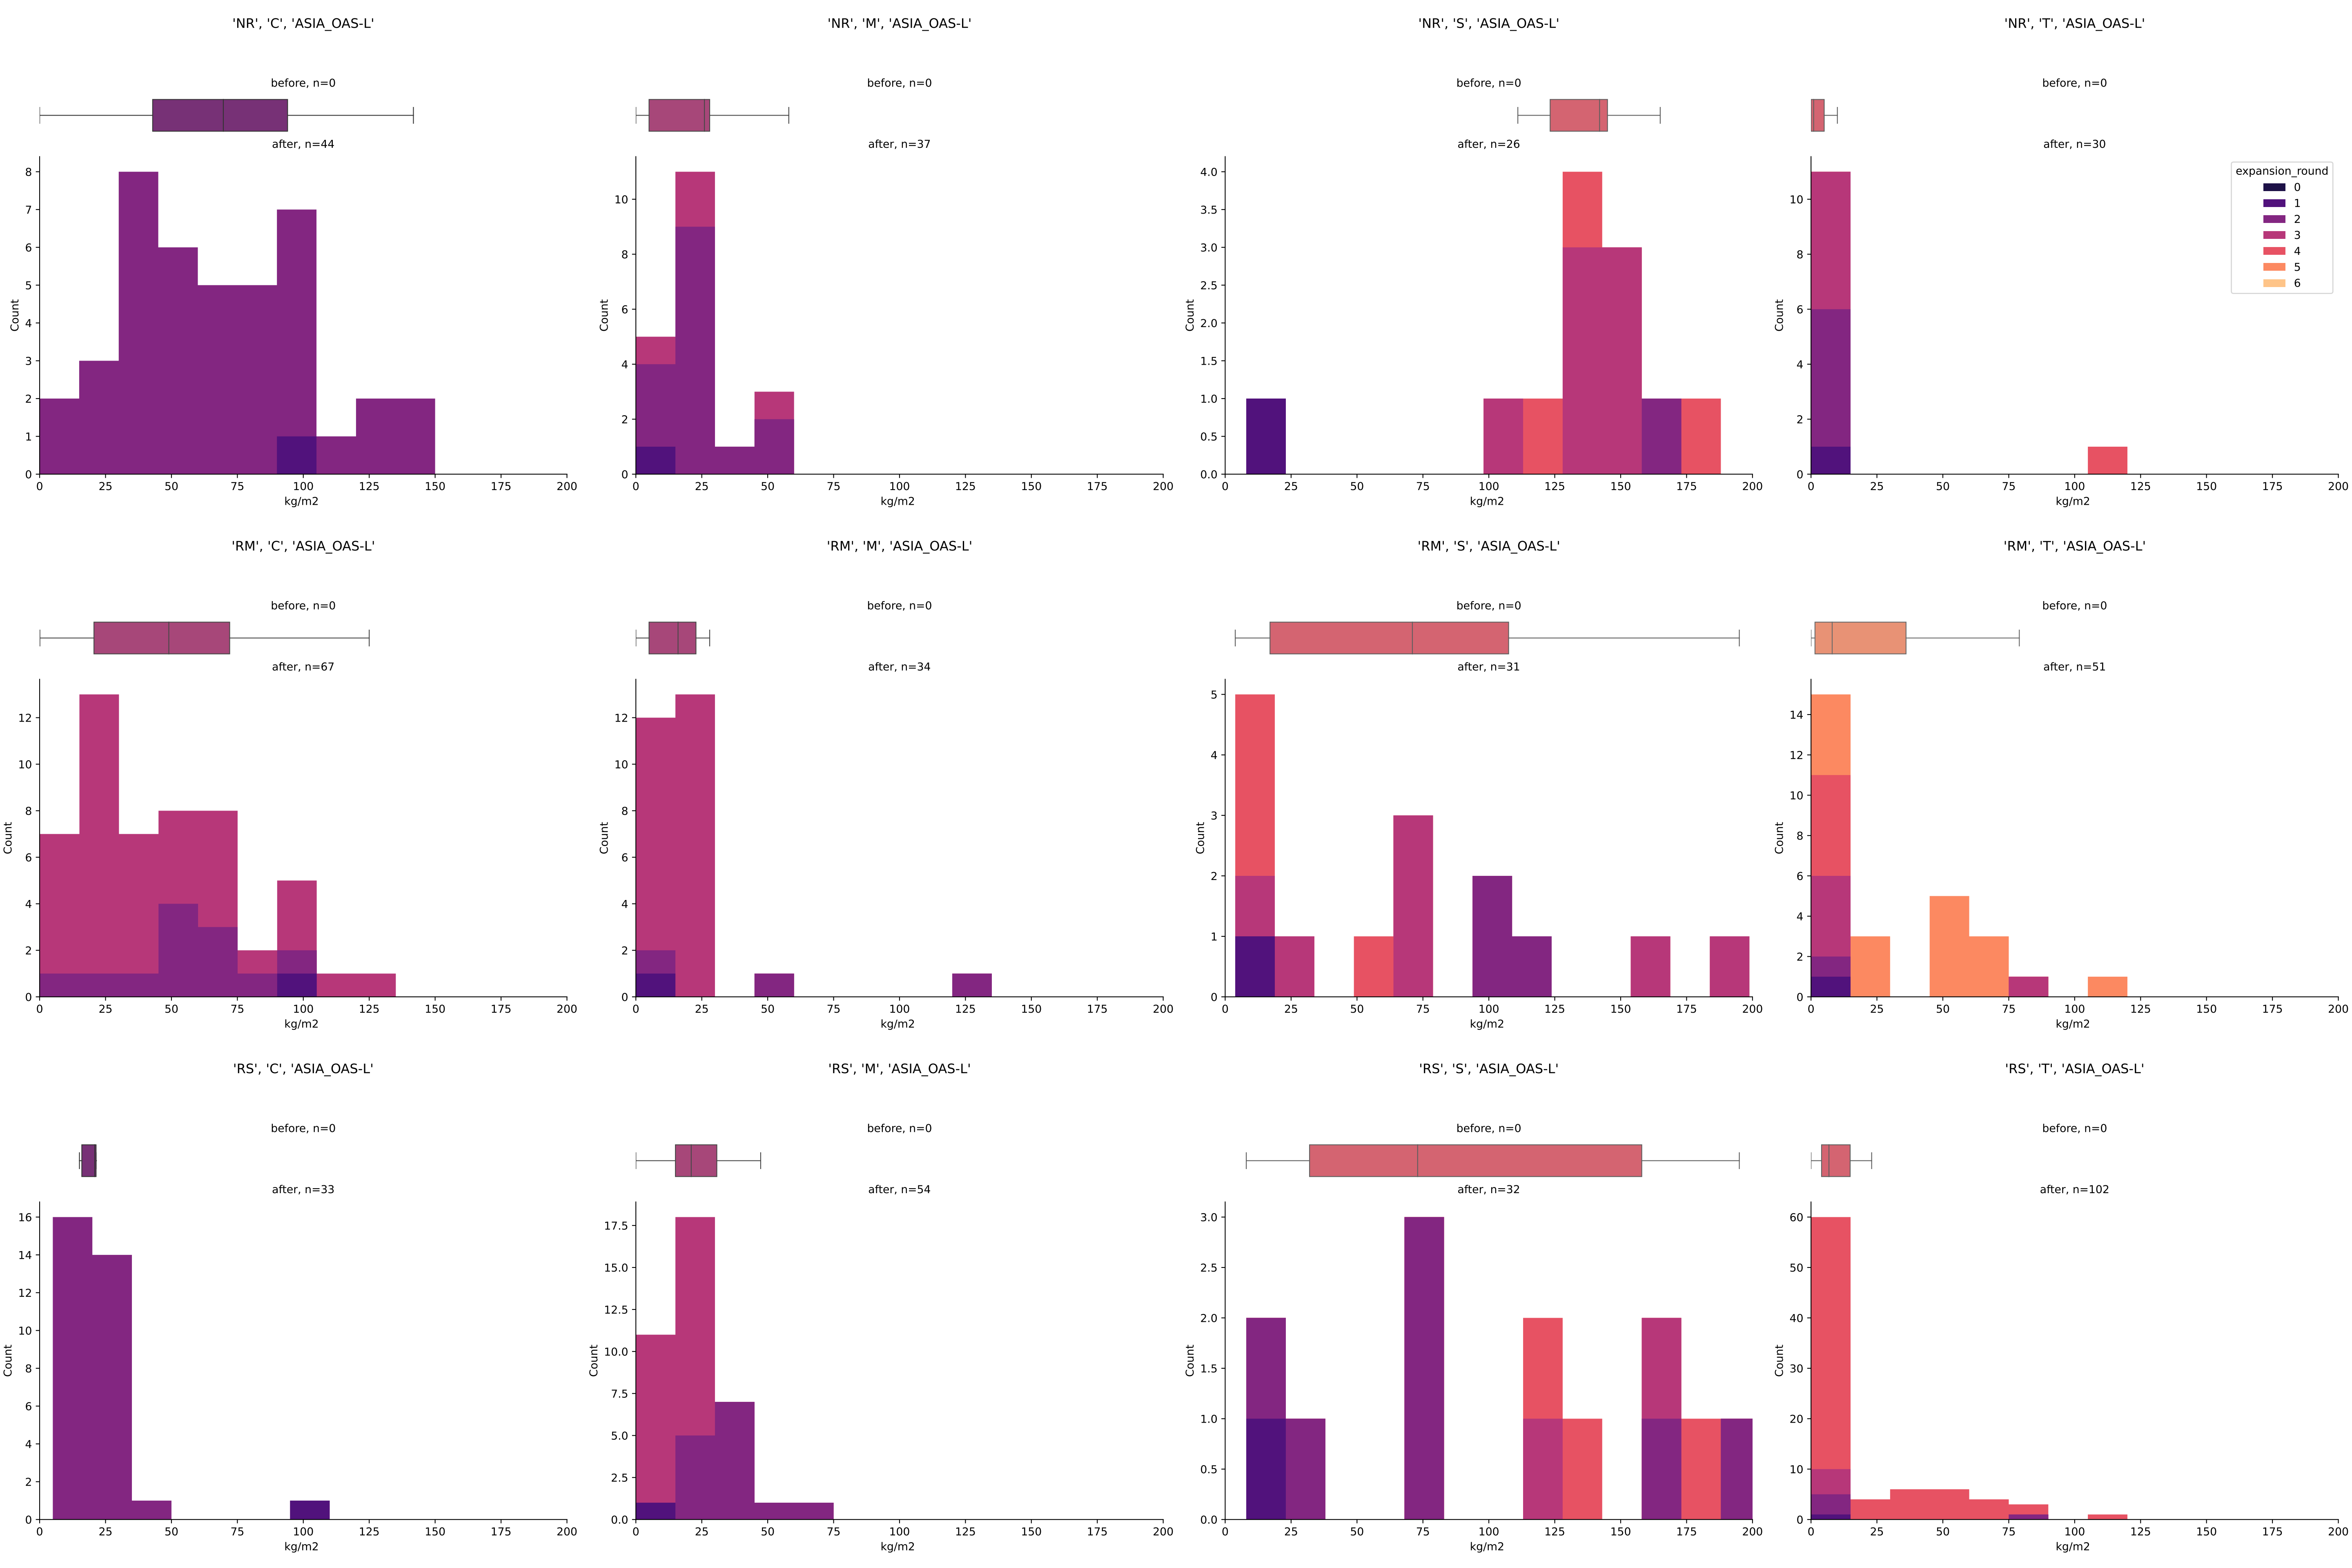 'NR', 'C', 'ASIA_OAS-L'
before, n=0
after, n=44
Count
8
7
6
5
4
3
2
1
0
0 25 50 75 100 125 150 175 200
kg/m2
'NR', 'M', 'ASIA_OAS-L'
before, n=0
after, n=37
Count
10
8
6
4
2
0
0 25 50 75 100 125 150 175 200
kg/m2
'NR', 'S', 'ASIA_OAS-L'
before, n=0
after, n=26
Count
4.0
3.5
3.0
2.5
2.0
1.5
1.0
0.5
0.0
0 25 50 75 100 125 150 175 200
kg/m2
'NR', 'T', 'ASIA_OAS-L'
before, n=0
after, n=30
expansion_round
0
1
2
3
4
5
6
Count
10
8
6
4
2
0
0 25 50 75 100 125 150 175 200
kg/m2
'RM', 'C', 'ASIA_OAS-L'
before, n=0
after, n=67
Count
12
10
8
6
4
2
0
0 25 50 75 100 125 150 175 200
kg/m2
'RM', 'M', 'ASIA_OAS-L'
before, n=0
after, n=34
Count
12
10
8
6
4
2
0
0 25 50 75 100 125 150 175 200
kg/m2
'RM', 'S', 'ASIA_OAS-L'
before, n=0
after, n=31
Count
5
4
3
2
1
0
0 25 50 75 100 125 150 175 200
kg/m2
'RM', 'T', 'ASIA_OAS-L'
before, n=0
after, n=51
Count
14
12
10
8
6
4
2
0
0 25 50 75 100 125 150 175 200
kg/m2
'RS', 'C', 'ASIA_OAS-L'
before, n=0
after, n=33
Count
16
14
12
10
8
6
4
2
0
0 25 50 75 100 125 150 175 200
kg/m2
'RS', 'M', 'ASIA_OAS-L'
before, n=0
after, n=54
Count
17.5
15.0
12.5
10.0
7.5
5.0
2.5
0.0
0 25 50 75 100 125 150 175 200
kg/m2
'RS', 'S', 'ASIA_OAS-L'
before, n=0
after, n=32
Count
3.0
2.5
2.0
1.5
1.0
0.5
0.0
0 25 50 75 100 125 150 175 200
kg/m2
'RS', 'T', 'ASIA_OAS-L'
before, n=0
after, n=102
Count
60
50
40
30
20
10
0
0 25 50 75 100 125 150 175 200
kg/m2